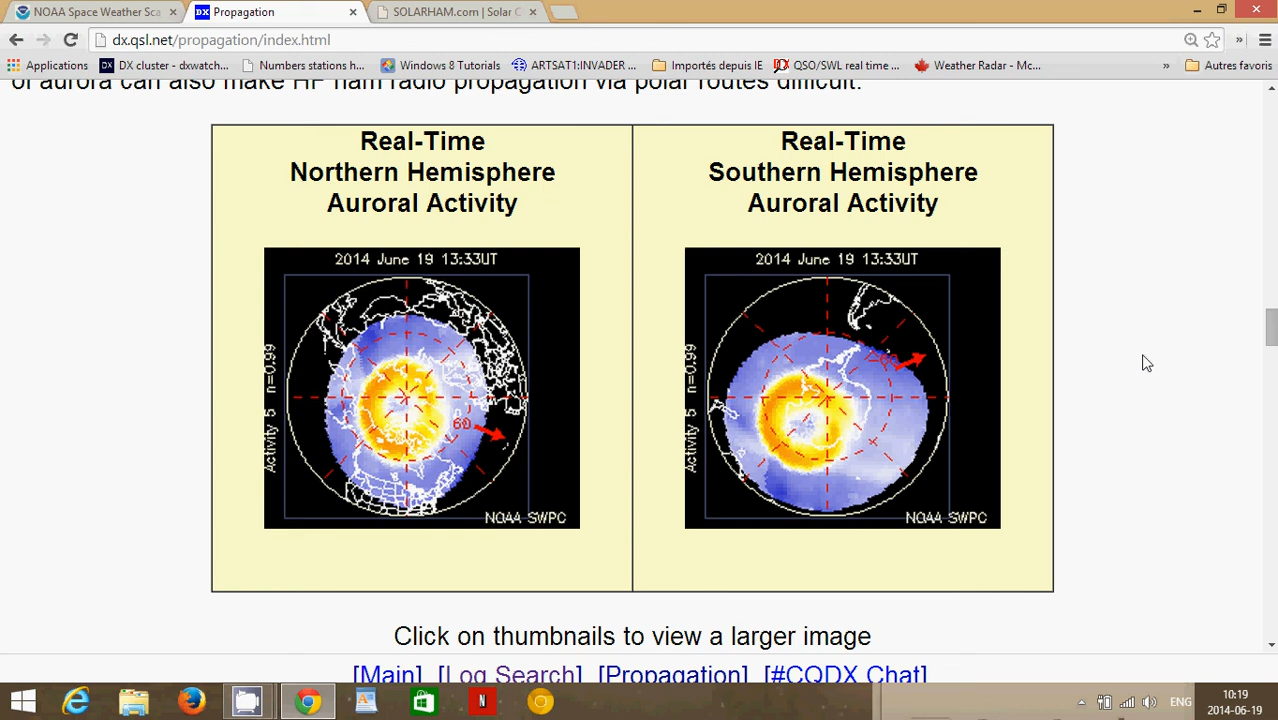 NOAA Space Weather Sca
Propagation
SOLARHAM.com | Solar C
dx.qsl.net/propagation/index.html
Applications
DX cluster - dxwatch...
Numbers stations h...
Windows 8 Tutorials
ARTSAT1:INVADER ...
Importés depuis IE
QSO/SWL real time ...
Weather Radar - Mc...
»
Autres favoris
of aurora can also make HF ham radio propagation via polar routes difficult.
Real-Time
Northern Hemisphere
Auroral Activity
2014 June 19 13:33UT
Activity 5 n=0.99
60
NOAA SWPC
Real-Time
Southern Hemisphere
Auroral Activity
2014 June 19 13:33UT
Activity 5 n=0.99
-60
NOAA SWPC
Click on thumbnails to view a larger image
[Main] [Log Search] [Propagation] [#CQDX Chat]
ENG
10:19
2014-06-19